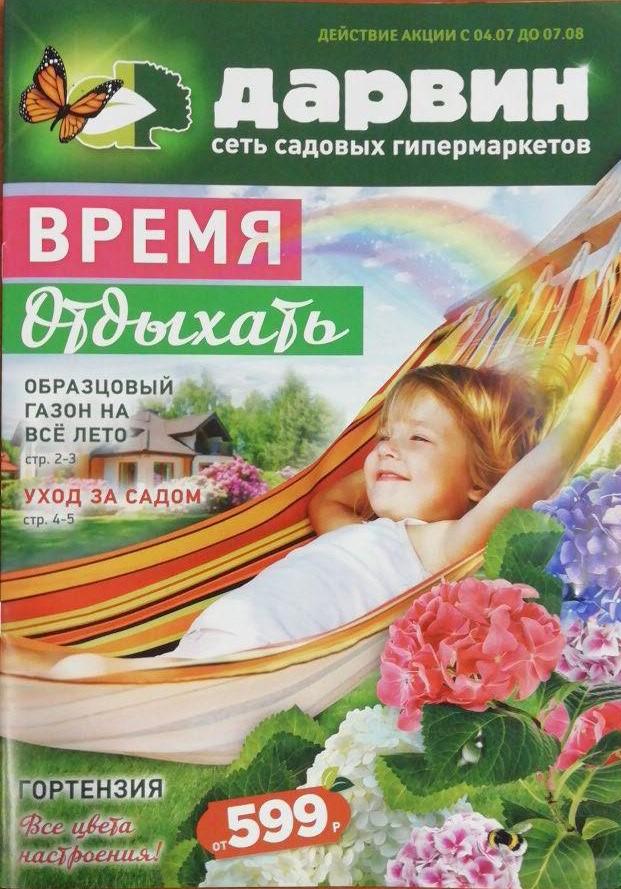 ДЕЙСТВИЕ АКЦИИ С 04.07 ДО 07.08
дарвин
сеть садовых гипермаркетов
ВРЕМЯ
Отдыхать
ОБРАЗЦОВЫЙ
ГАЗОН НА
ВСЁ ЛЕТО
стр. 2-3
УХОД ЗА САДОМ
стр. 4-5
ГОРТЕНЗИЯ
Все цвета
настроения!
от 599 Р